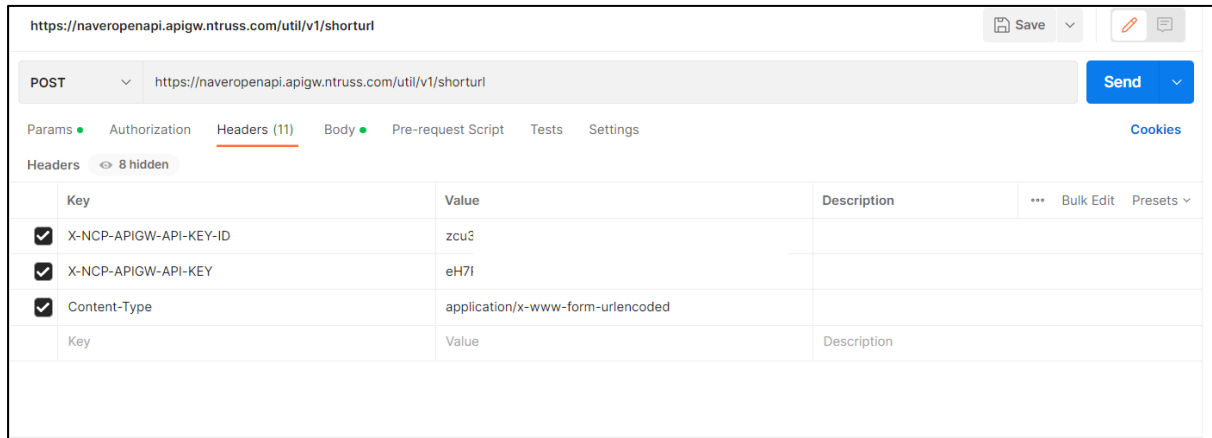 https://naveropenapi.apigw.ntruss.com/util/v1/shorturl Save
POST https://naveropenapi.apigw.ntruss.com/util/v1/shorturl Send
Params Authorization Headers (11) Body Pre-request Script Tests Settings Cookies
Headers 8 hidden
Key Value Description Bulk Edit Presets
X-NCP-APIGW-API-KEY-ID zcu3
X-NCP-APIGW-API-KEY eH7
Content-Type application/x-www-form-urlencoded
Key Value Description